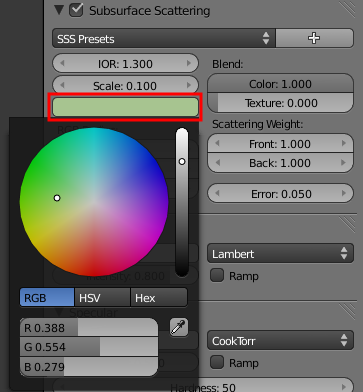 Subsurface Scattering
SSS Presets
IOR: 1.300
Scale: 0.100
Blend:
Color: 1.000
Texture: 0.000
Scattering Weight:
Front: 1.000
Back: 1.000
Error: 0.050
Lambert
Ramp
RGB
HSV
Hex
R 0.388
G 0.554
B 0.279
CookTorr
Ramp
Hardness: 50